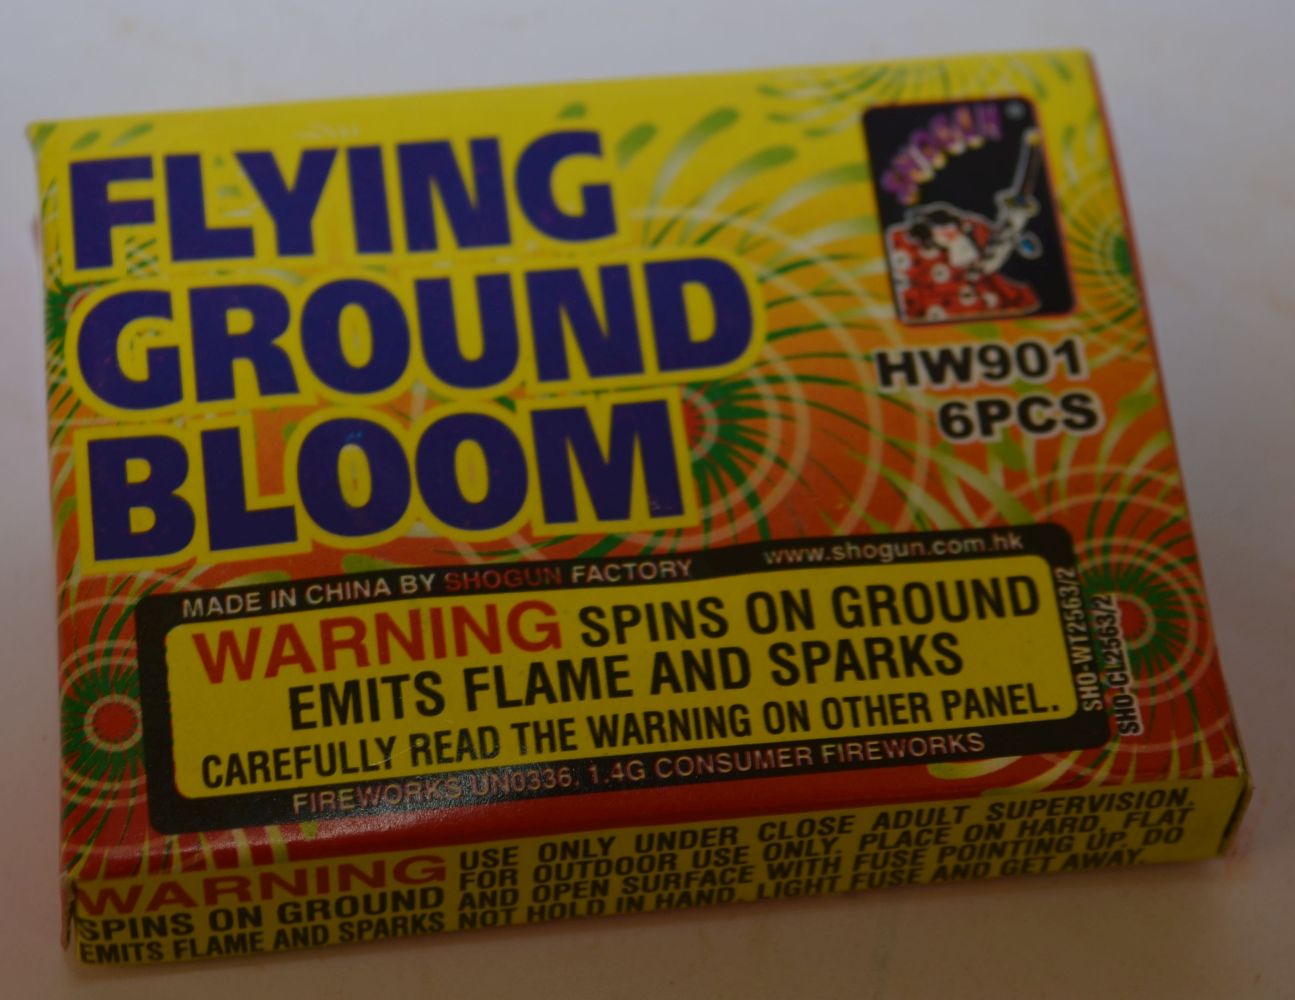 FLYING
GROUND
BLOOM
SHOGUN ®
HW901
6PCS
MADE IN CHINA BY SHOGUN FACTORY www.shogun.com.hk
WARNING SPINS ON GROUND
EMITS FLAME AND SPARKS
CAREFULLY READ THE WARNING ON OTHER PANEL.
FIREWORKS UN0336, 1.4G CONSUMER FIREWORKS
SHO-WT2563/2
SHO-CL2563/2
WARNING
SPINS ON GROUND
EMITS FLAME AND SPARKS
USE ONLY UNDER CLOSE ADULT SUPERVISION.
FOR OUTDOOR USE ONLY. PLACE ON HARD, FLAT
AND OPEN SURFACE WITH FUSE POINTING UP. DO
NOT HOLD IN HAND. LIGHT FUSE AND GET AWAY.